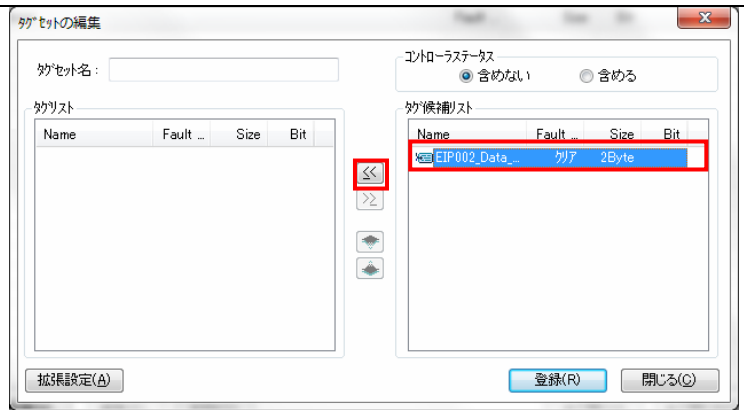 タグセットの編集
タグセット名：
コントローラステータス
含めない
含める
タグリスト
Name Fault ... Size Bit
<<
>>
タグ候補リスト
Name Fault ... Size Bit
EIP002_Data_... クリア 2Byte
拡張設定(A)
登録(R)
閉じる(C)